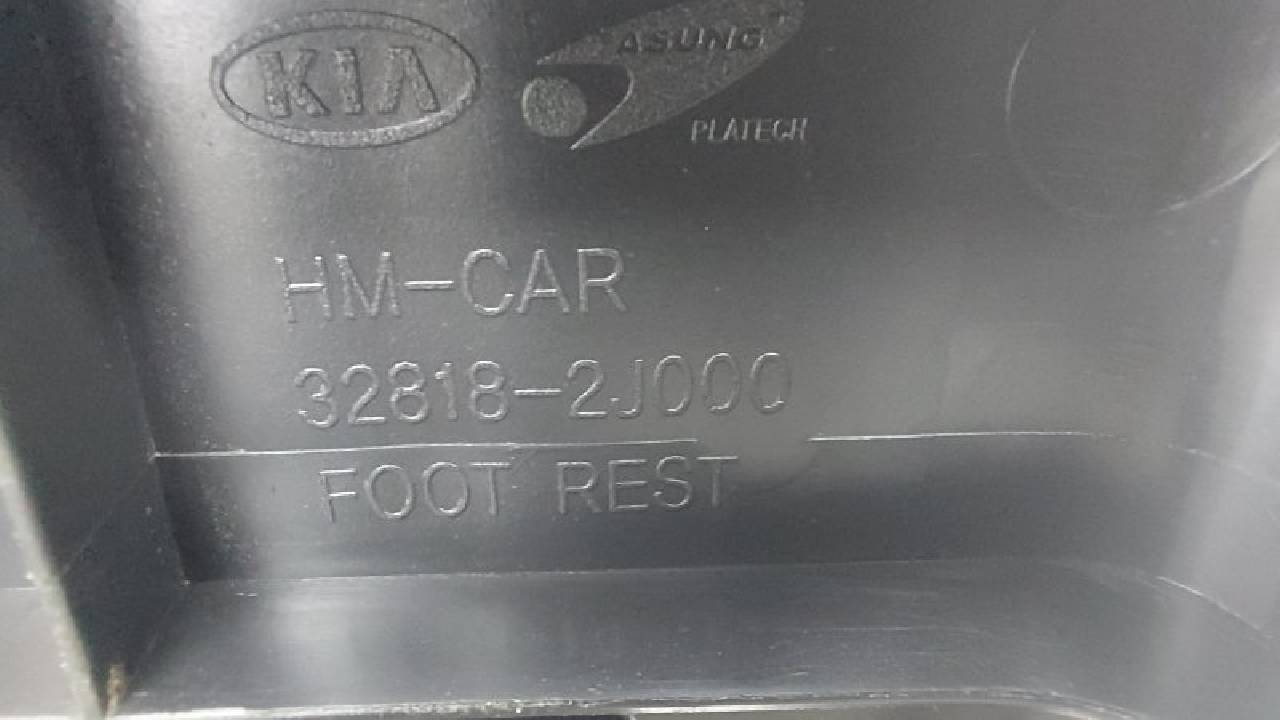 KIA
ASUNG
PLATECH
HM-CAR
32818-2J000
FOOT REST